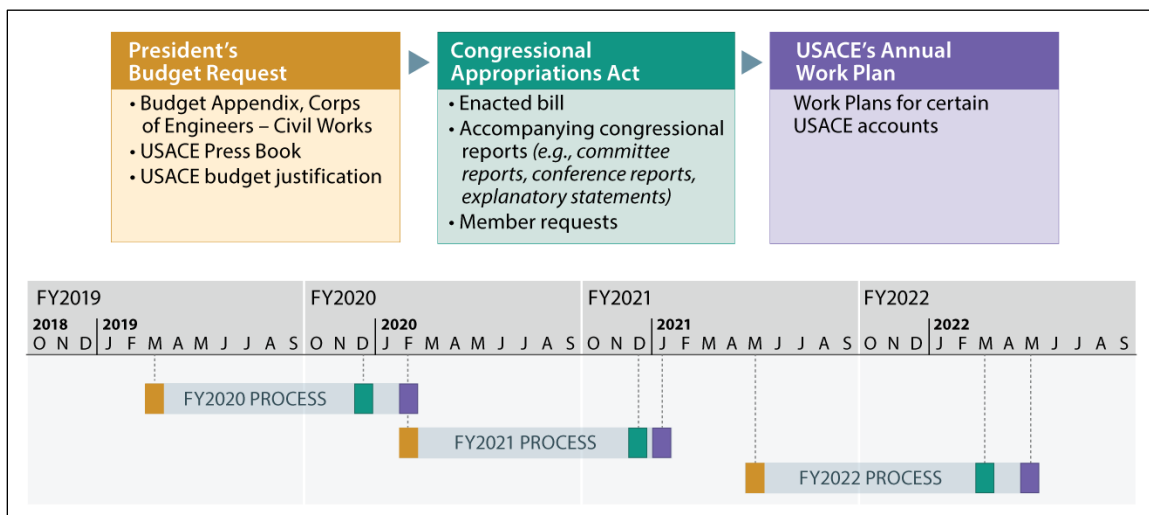 President's
Budget Request
• Budget Appendix, Corps
of Engineers – Civil Works
• USACE Press Book
• USACE budget justification
Congressional
Appropriations Act
• Enacted bill
• Accompanying congressional
reports (e.g., committee
reports, conference reports,
explanatory statements)
• Member requests
USACE's Annual
Work Plan
Work Plans for certain
USACE accounts
FY2019 FY2020 FY2021 FY2022
2018 2019 2020 2021 2022
O N D J F M A M J J A S O N D J F M A M J J A S O N D J F M A M J J A S O N D J F M A M J J A S
FY2020 PROCESS
FY2021 PROCESS
FY2022 PROCESS